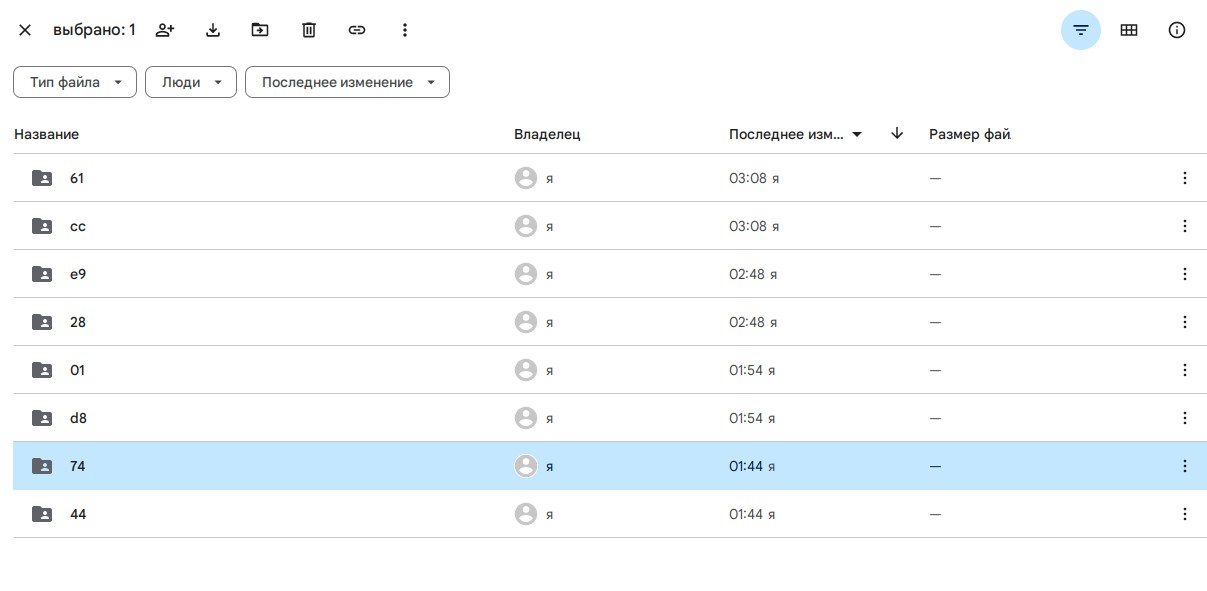 выбрано: 1
Тип файла Люди Последнее изменение
Название Владелец Последнее изм... Размер фай
61 я 03:08 я —
cc я 03:08 я —
e9 я 02:48 я —
28 я 02:48 я —
01 я 01:54 я —
d8 я 01:54 я —
74 я 01:44 я —
44 я 01:44 я —